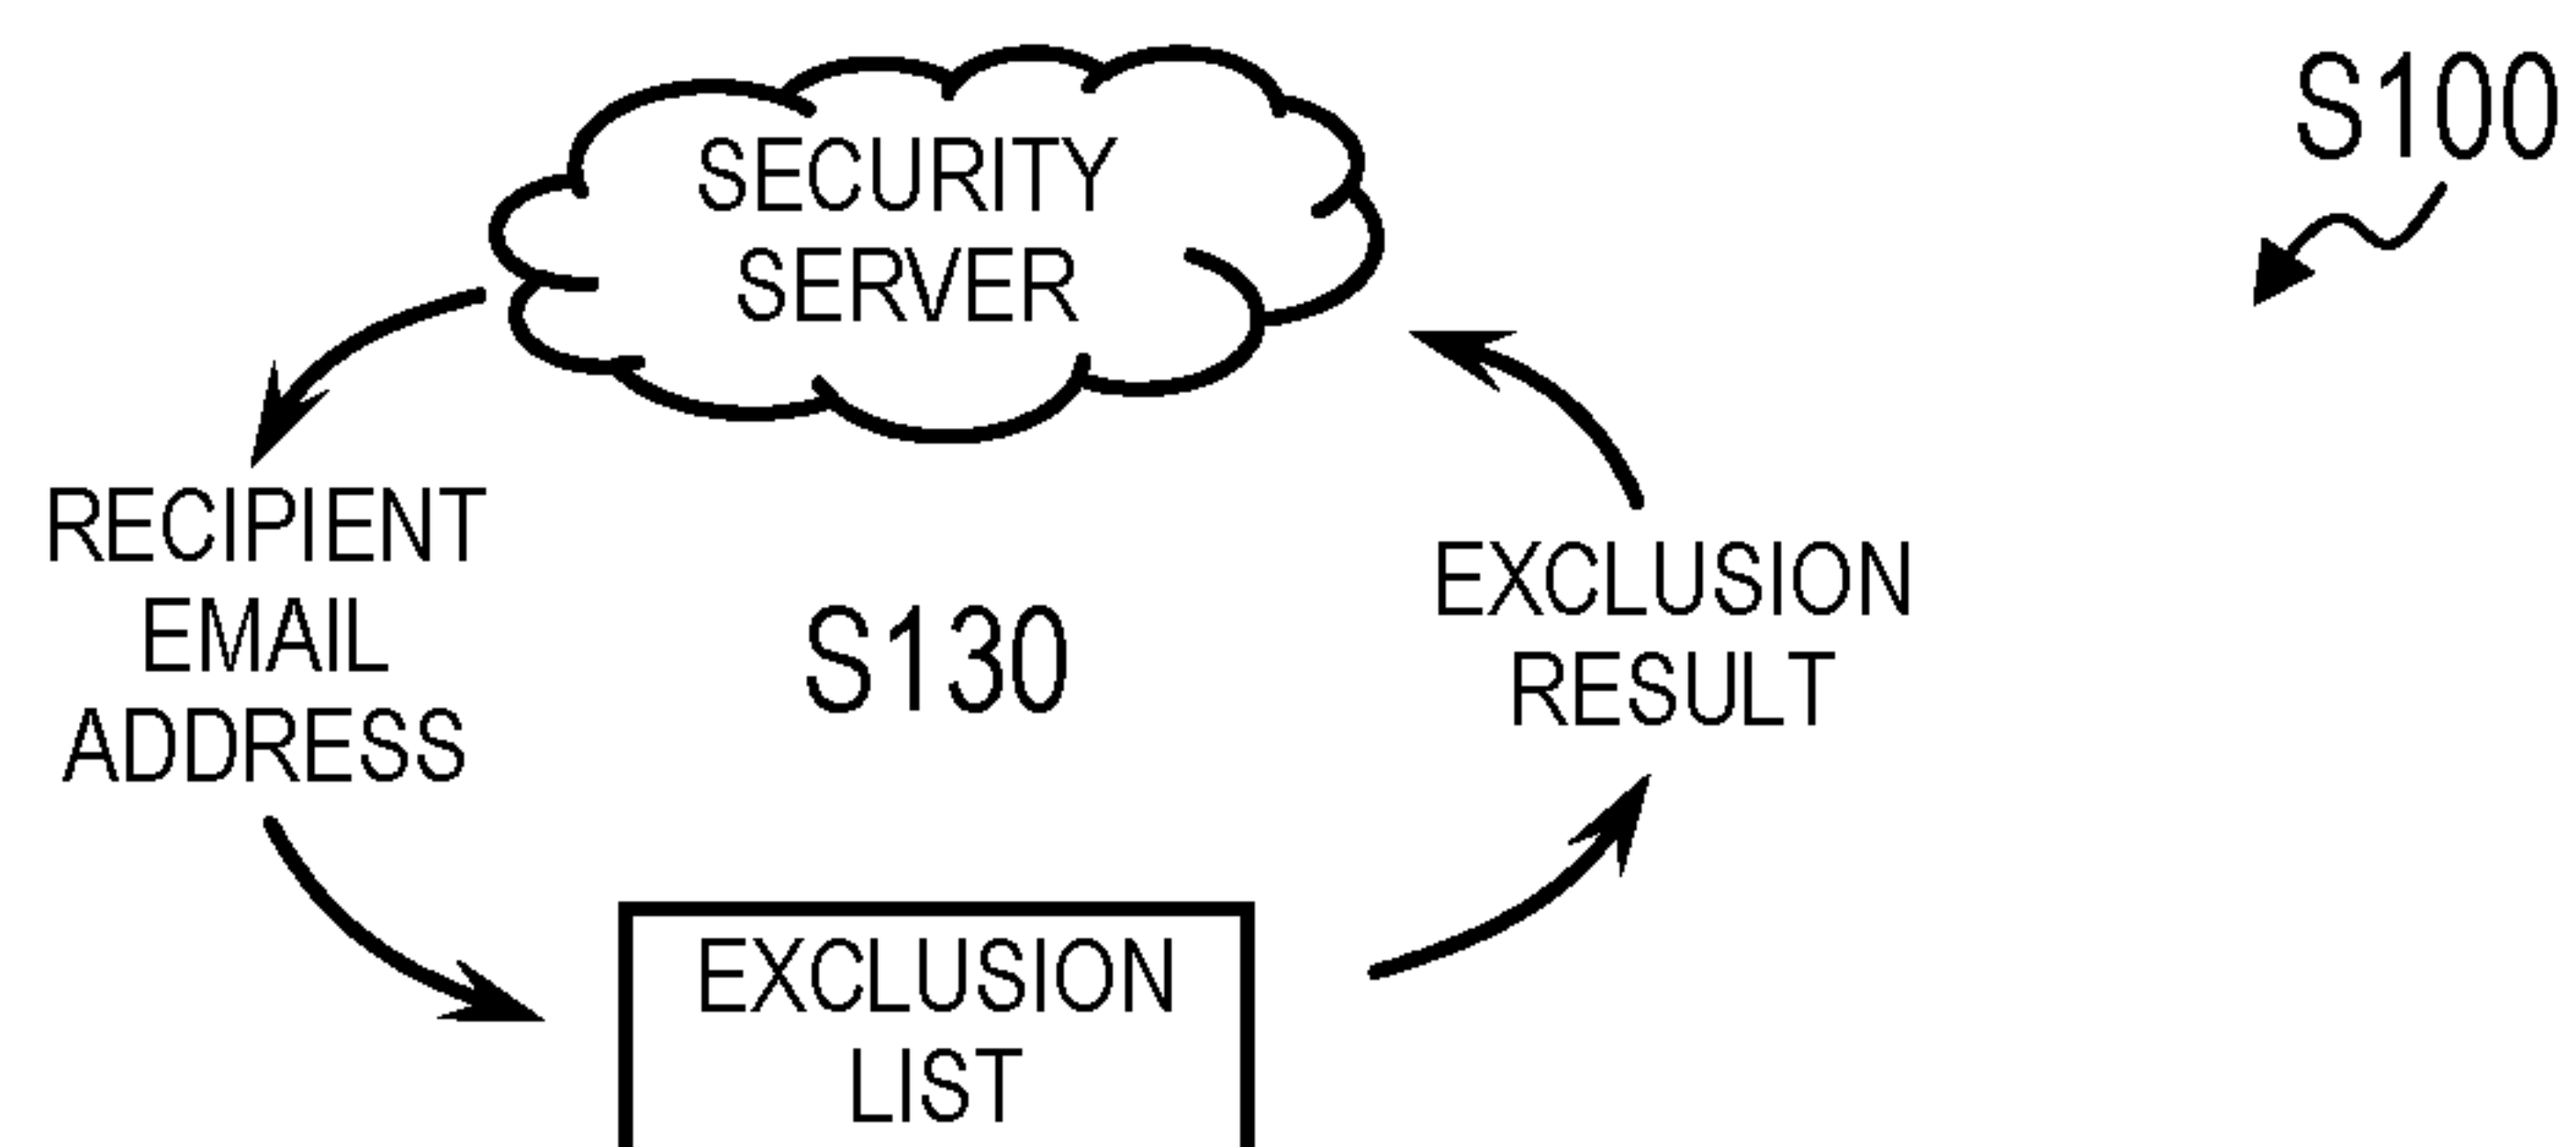 SECURITY
SERVER
S100
RECIPIENT
EMAIL
ADDRESS
S130
EXCLUSION
RESULT
EXCLUSION
LIST